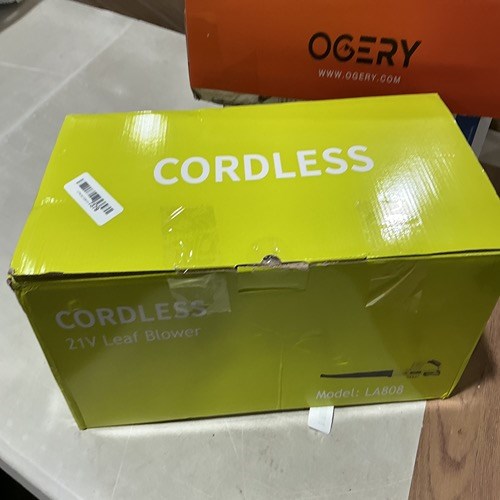 OGERY
WWW.OGERY.COM
CORDLESS
CORDLESS
21V Leaf Blower
Model: LA808